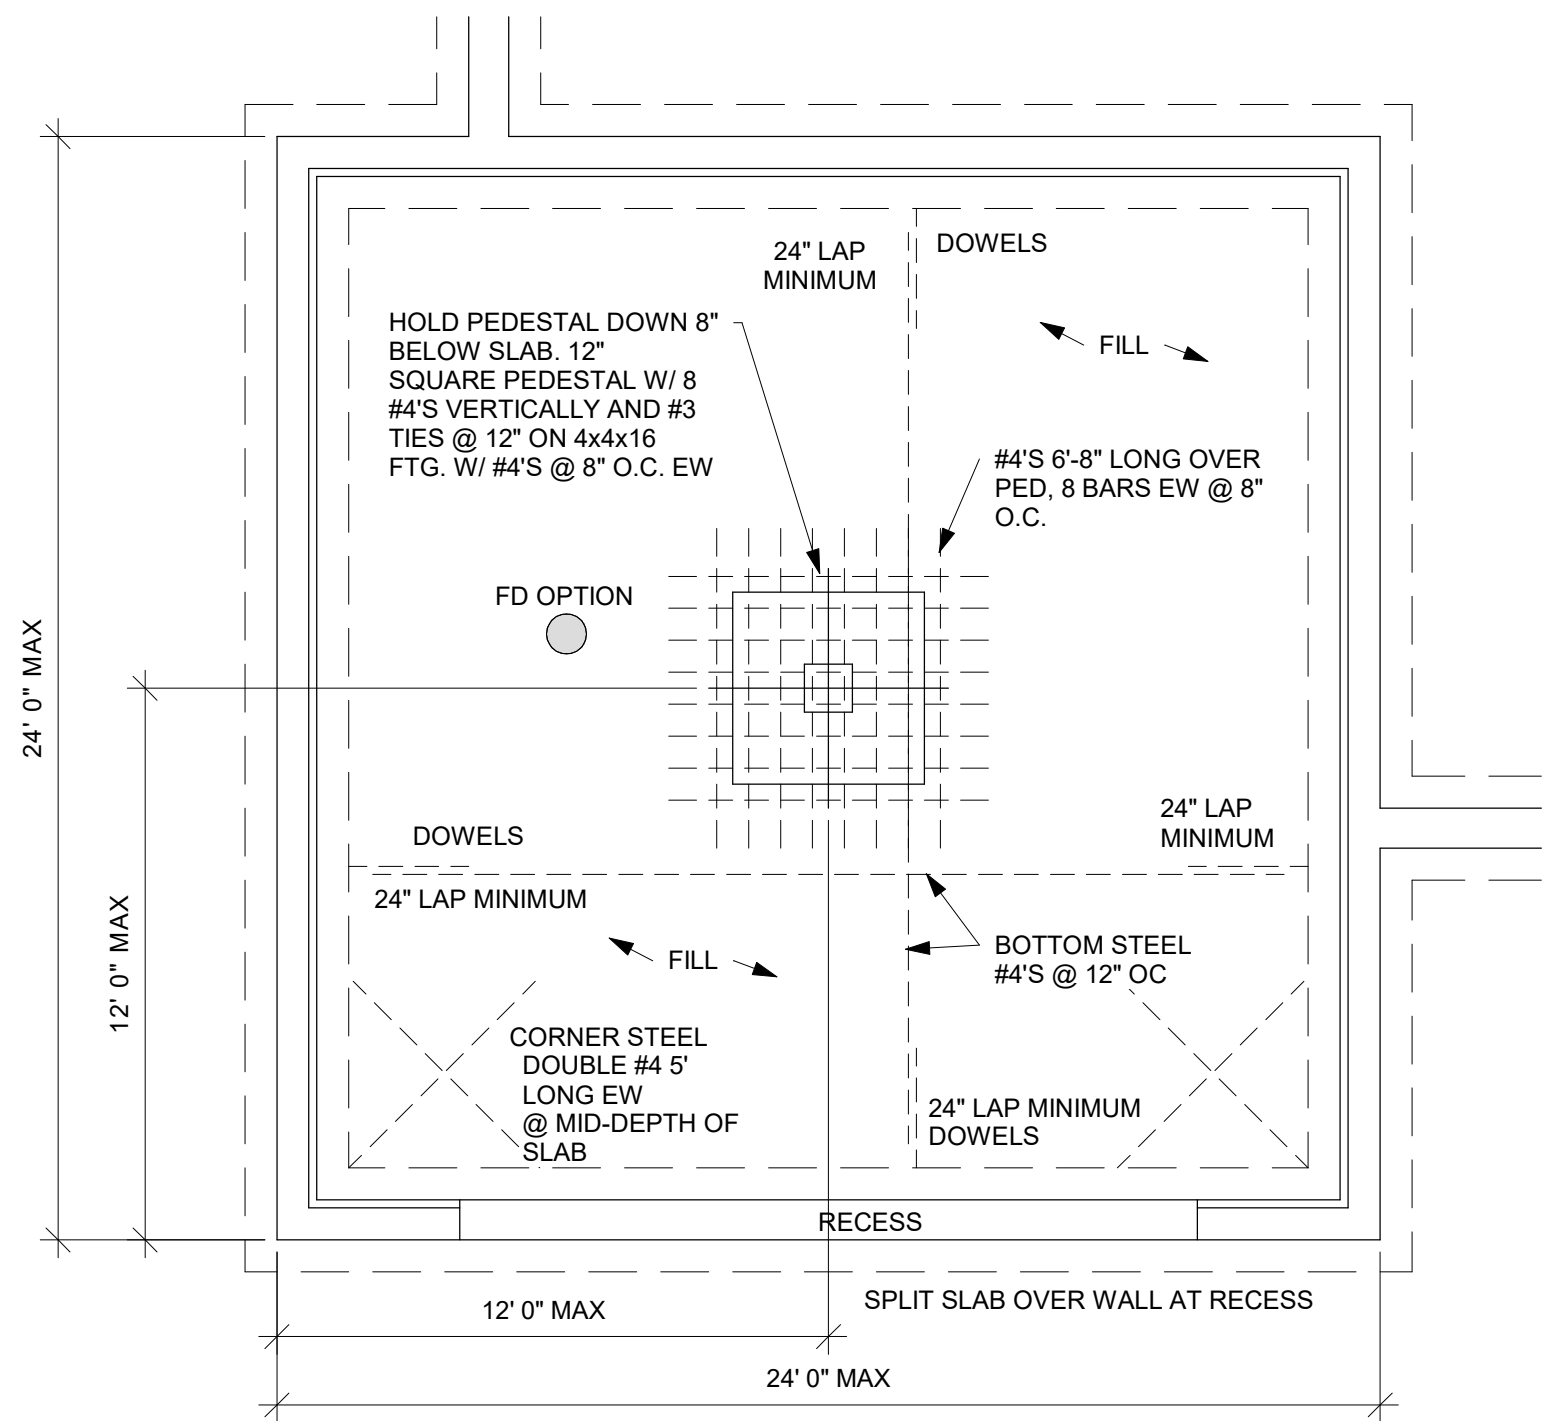 24" LAP
MINIMUM
DOWELS
HOLD PEDESTAL DOWN 8"
BELOW SLAB. 12"
SQUARE PEDESTAL W/ 8
#4'S VERTICALLY AND #3
TIES @ 12" ON 4x4x16
FTG. W/ #4'S @ 8" O.C. EW
FILL
#4'S 6'-8" LONG OVER
PED, 8 BARS EW @ 8"
O.C.
FD OPTION
24' 0" MAX
12' 0" MAX
DOWELS
24" LAP
MINIMUM
24" LAP MINIMUM
FILL
BOTTOM STEEL
#4'S @ 12" OC
CORNER STEEL
DOUBLE #4 5'
LONG EW
@ MID-DEPTH OF
SLAB
24" LAP MINIMUM
DOWELS
RECESS
SPLIT SLAB OVER WALL AT RECESS
12' 0" MAX
24' 0" MAX